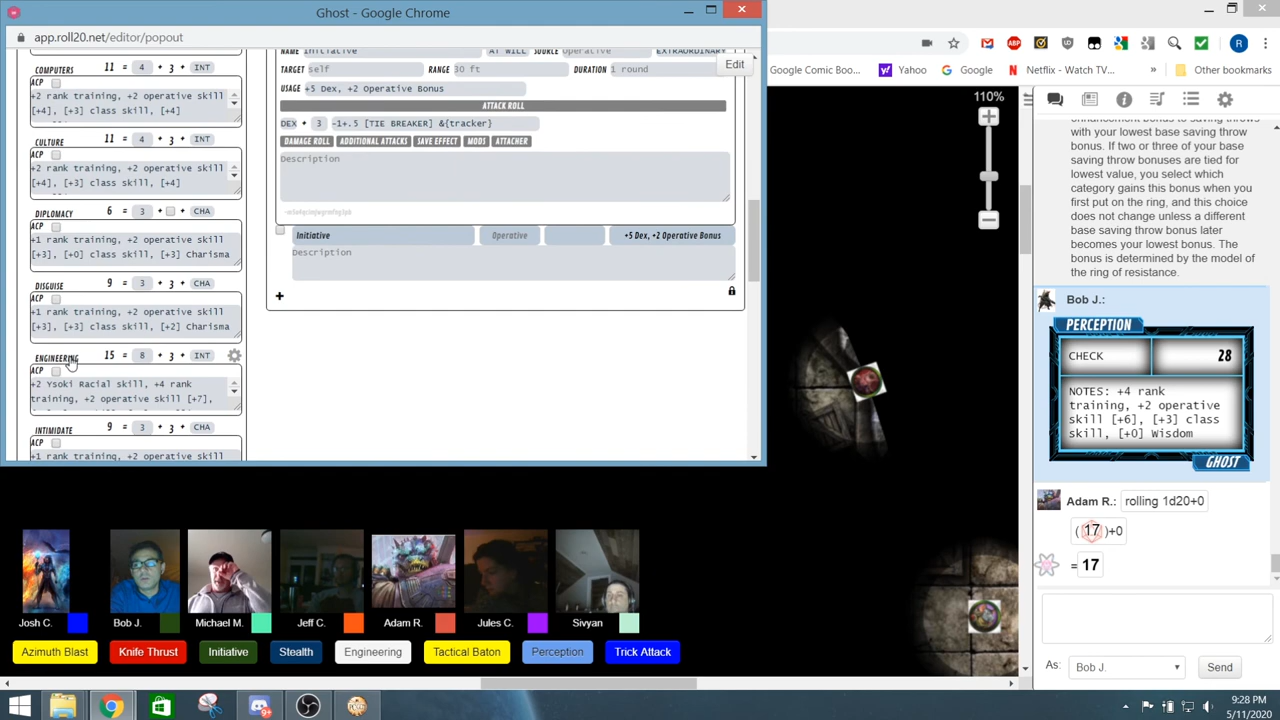 Ghost - Google Chrome
app.roll20.net/editor/popout
COMPUTERS 11 = 4 + 3 + INT
ACP
+2 rank training, +2 operative skill
[+4], [+3] class skill, [+4]
CULTURE 11 = 4 + 3 + INT
ACP
+2 rank training, +2 operative skill
[+4], [+3] class skill, [+4]
DIPLOMACY 6 = 3 + + CHA
ACP
+1 rank training, +2 operative skill
[+3], [+0] class skill, [+3] Charisma
DISGUISE 9 = 3 + 3 + CHA
ACP
+1 rank training, +2 operative skill
[+3], [+3] class skill, [+2] Charisma
ENGINEERING 15 = 8 + 3 + INT
ACP
+2 Ysoki Racial skill, +4 rank
training, +2 operative skill [+7],
INTIMIDATE 9 = 3 + 3 + CHA
ACP
+1 rank training, +2 operative skill
NAME Initiative AT WILL SOURCE Operative EXTRAORDINARY
Edit
TARGET self RANGE 30 ft DURATION 1 round
USAGE +5 Dex, +2 Operative Bonus
ATTACK ROLL
DEX + 3 -1+.5 [TIE BREAKER] &{tracker}
DAMAGE ROLL ADDITIONAL ATTACKS SAVE EFFECT MODS ATTACHER
Description
Initiative Operative +5 Dex, +2 Operative Bonus
Description
+
Google Comic Boo... Yahoo Google Netflix - Watch TV... » Other bookmarks
ABP
R
110%
enhancement bonus to saving throws
with your lowest base saving throw
bonus. If two or three of your base
saving throw bonuses are tied for
lowest value, you select which
category gains this bonus when you
first put on the ring, and this choice
does not change unless a different
base saving throw bonus later
becomes your lowest bonus. The
bonus is determined by the model of
the ring of resistance.
Bob J.:
PERCEPTION
CHECK 28
NOTES: +4 rank
training, +2 operative
skill [+6], [+3] class
skill, [+0] Wisdom
GHOST
Adam R.: rolling 1d20+0
(17)+0
=17
As: Bob J. Send
Josh C. Bob J. Michael M. Jeff C. Adam R. Jules C. Sivyan
Azimuth Blast Knife Thrust Initiative Stealth Engineering Tactical Baton Perception Trick Attack
9:28 PM
5/11/2020